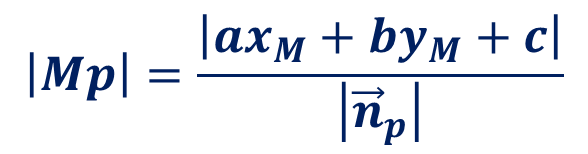 |Mp| = |ax_M + by_M + c| / |n⃗_p|